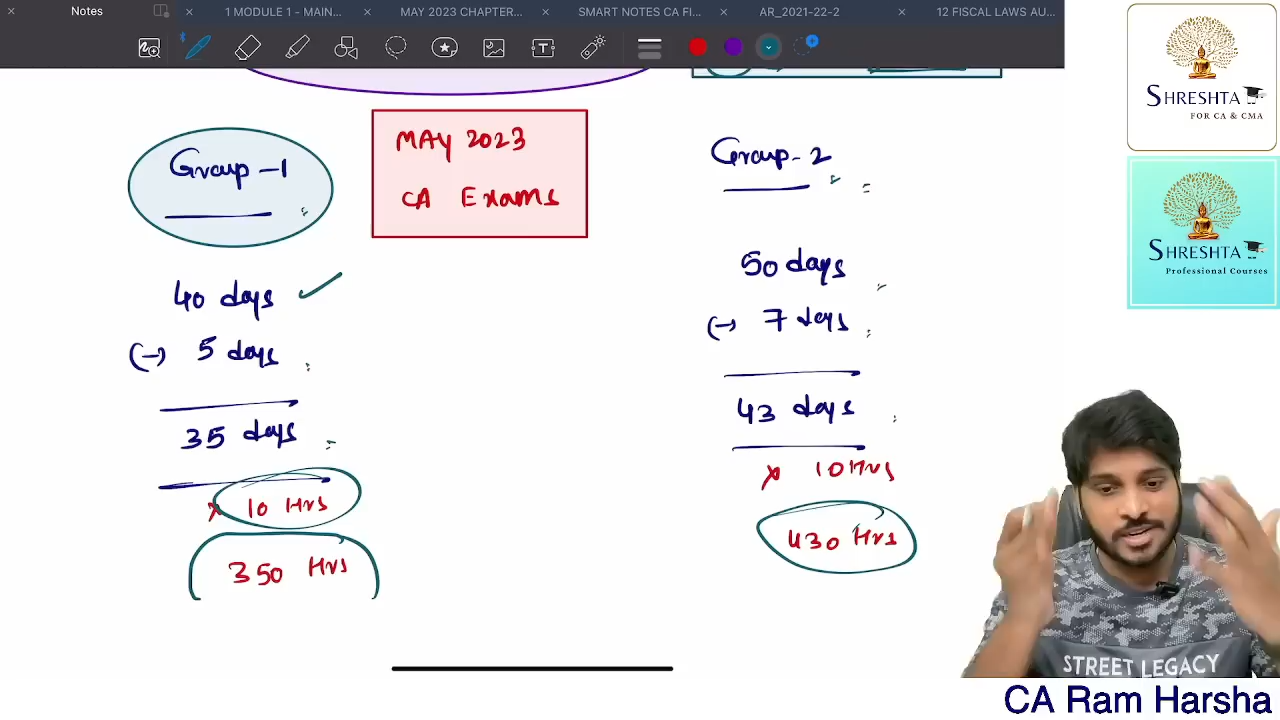 Notes
1 MODULE 1 - MAIN...
MAY 2023 CHAPTER...
SMART NOTES CA FI...
AR_2021-22-2
12 FISCAL LAWS AU...
SHRESHTA
FOR CA & CMA
SHRESHTA
Professional Courses
MAY 2023
CA Exams
Group-1
40 days
(-) 5 days
35 days
x 10 Hrs
350 Hrs
Group-2
50 days
(-) 7 days
43 days
x 10Hrs
430 Hrs
STREET LEGACY
CA Ram Harsha